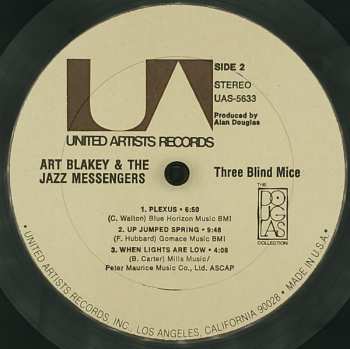 UA
SIDE 2
STEREO
UAS-5633
Produced by
Alan Douglas
UNITED ARTISTS RECORDS
ART BLAKEY & THE
JAZZ MESSENGERS
Three Blind Mice
1. PLEXUS • 6:50
(C. Walton) Blue Horizon Music BMI
2. UP JUMPED SPRING • 9:48
(F. Hubbard) Gomace Music BMI
3. WHEN LIGHTS ARE LOW • 4:08
(B. Carter) Mills Music/
Peter Maurice Music Co., Ltd. ASCAP
THE
DOUGLAS
COLLECTION
• UNITED ARTISTS RECORDS, INC., LOS ANGELES, CALIFORNIA 90028 • MADE IN U.S.A. •